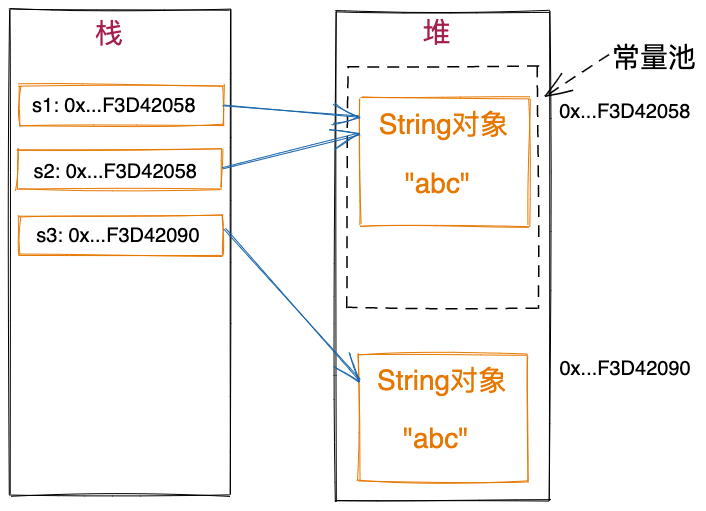 栈
堆
常量池
s1: 0x...F3D42058
s2: 0x...F3D42058
s3: 0x...F3D42090
String对象
"abc"
0x...F3D42058
String对象
"abc"
0x...F3D42090